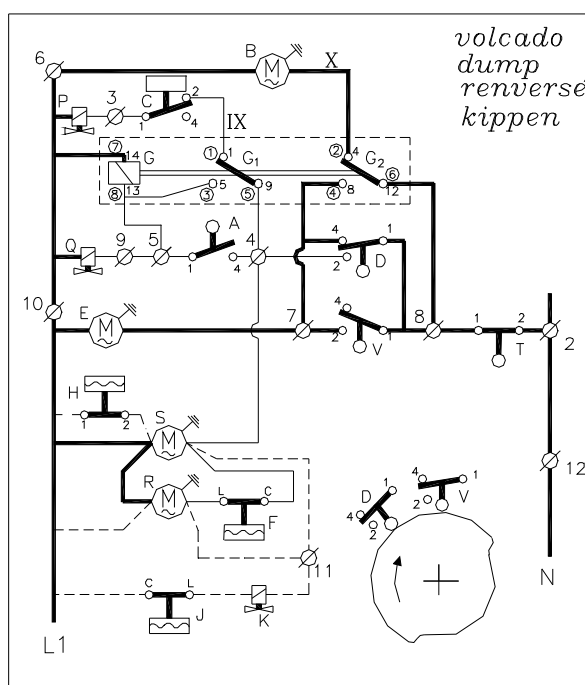 volcado
dump
renversé
kippen
6
B
M
X
P
3
C
2
1
4
IX
7
14
G
1
1
G1
2
4
G2
6
8
13
3
5
5
9
4
8
12
Q
9
5
A
1
4
4
4
1
2
D
10
E
M
7
4
1
2
V
8
1
2
T
2
H
1
2
S
M
R
M
L
C
F
D
1
4
2
4
1
V
2
12
11
C
L
J
K
L1
N